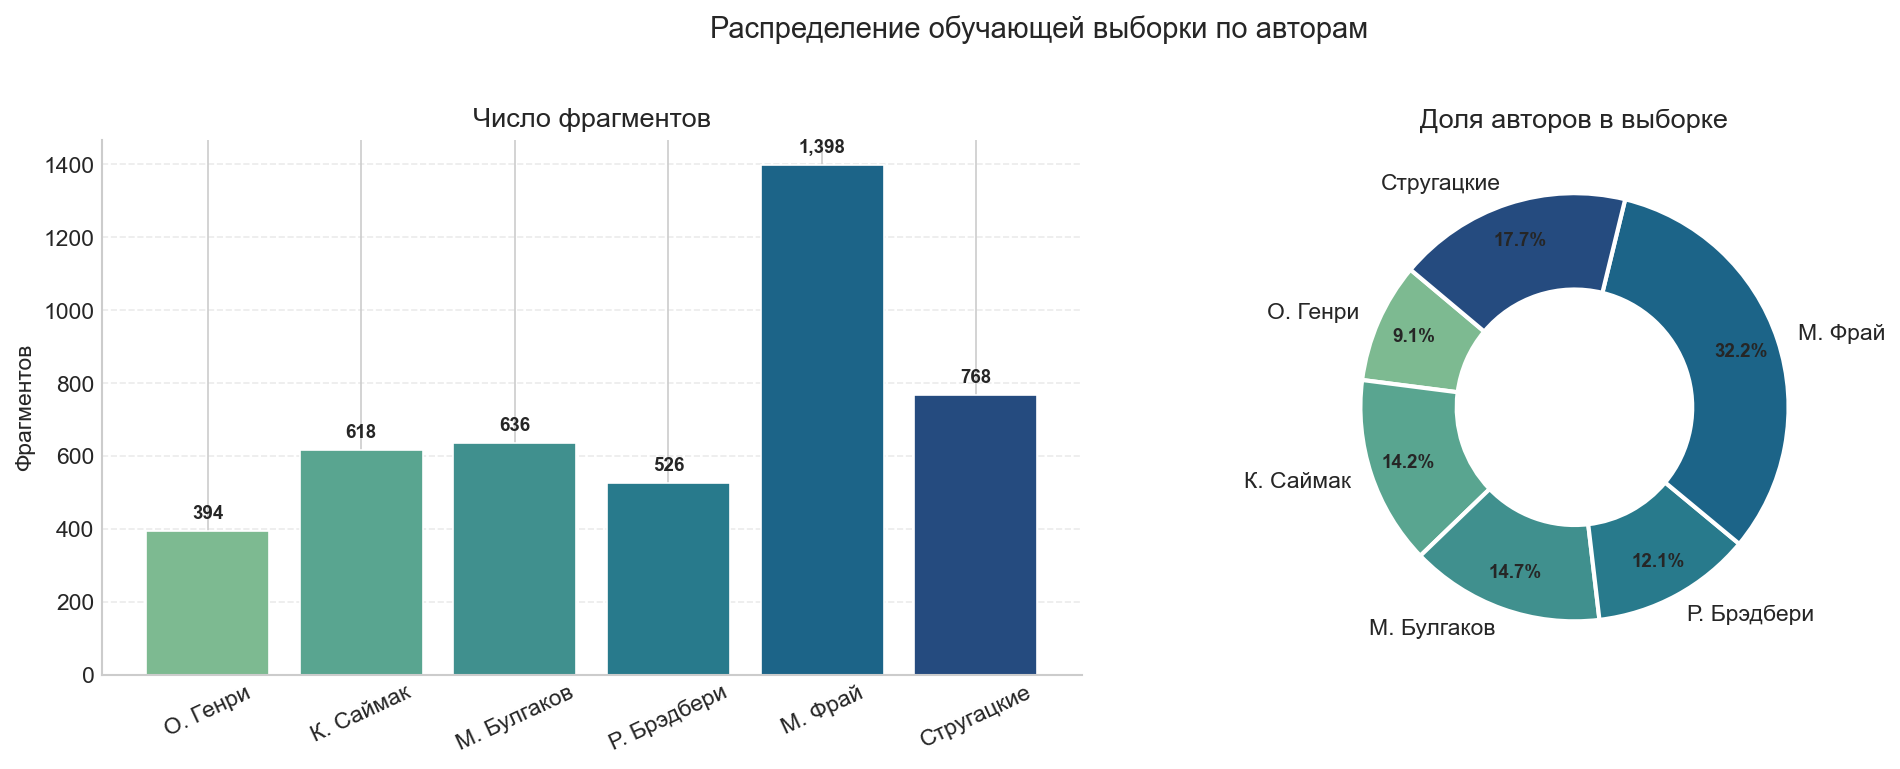 Распределение обучающей выборки по авторам
Число фрагментов
Фрагментов
1400
1200
1000
800
600
400
200
0
394
618
636
526
1,398
768
О. Генри
К. Саймак
М. Булгаков
Р. Брэдбери
М. Фрай
Стругацкие
Доля авторов в выборке
Стругацкие
17.7%
О. Генри
9.1%
М. Фрай
32.2%
К. Саймак
14.2%
М. Булгаков
14.7%
Р. Брэдбери
12.1%